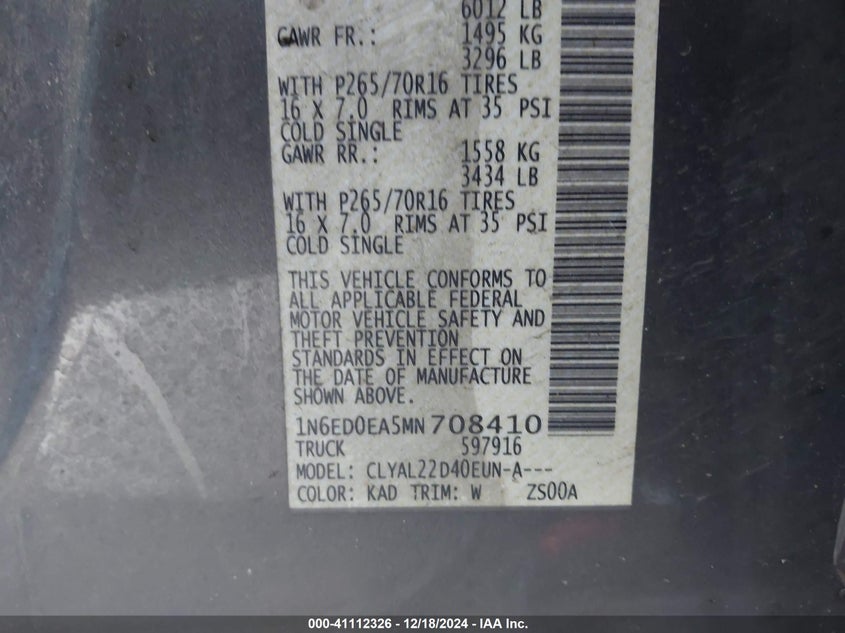 6012 LB
GAWR FR.: 1495 KG
3296 LB
WITH P265/70R16 TIRES
16 X 7.0 RIMS AT 35 PSI
COLD SINGLE
GAWR RR.: 1558 KG
3434 LB
WITH P265/70R16 TIRES
16 X 7.0 RIMS AT 35 PSI
COLD SINGLE
THIS VEHICLE CONFORMS TO
ALL APPLICABLE FEDERAL
MOTOR VEHICLE SAFETY AND
THEFT PREVENTION
STANDARDS IN EFFECT ON
THE DATE OF MANUFACTURE
SHOWN ABOVE.
1N6ED0EA5MN708410
TRUCK 597916
MODEL: CLYAL22D40EUN-A---
COLOR: KAD TRIM: W ZS00A
000-41112326 - 12/18/2024 - IAA Inc.